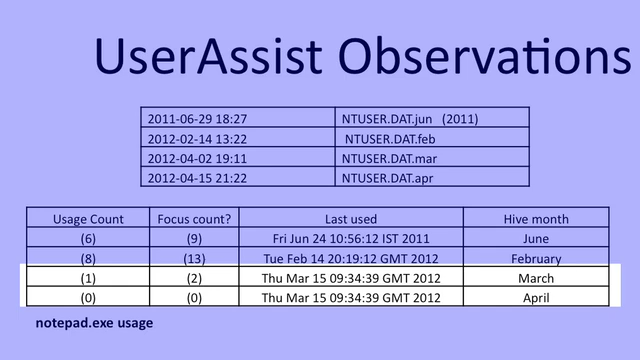 UserAssist Observations
2011-06-29 18:27 NTUSER.DAT.jun (2011)
2012-02-14 13:22 NTUSER.DAT.feb
2012-04-02 19:11 NTUSER.DAT.mar
2012-04-15 21:22 NTUSER.DAT.apr
Usage Count Focus count? Last used Hive month
(6) (9) Fri Jun 24 10:56:12 IST 2011 June
(8) (13) Tue Feb 14 20:19:12 GMT 2012 February
(1) (2) Thu Mar 15 09:34:39 GMT 2012 March
(0) (0) Thu Mar 15 09:34:39 GMT 2012 April
notepad.exe usage